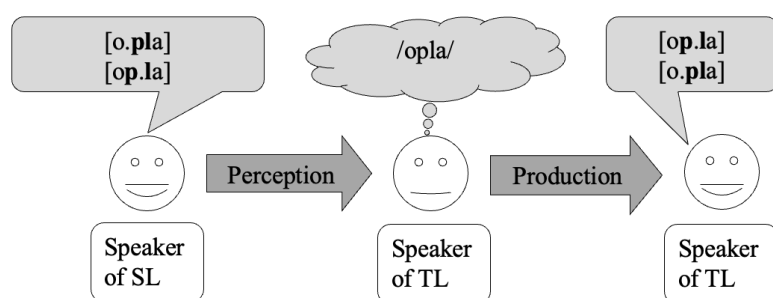 [o.pla]
[op.la]
/opla/
[op.la]
[o.pla]
Perception
Production
Speaker
of SL
Speaker
of TL
Speaker
of TL